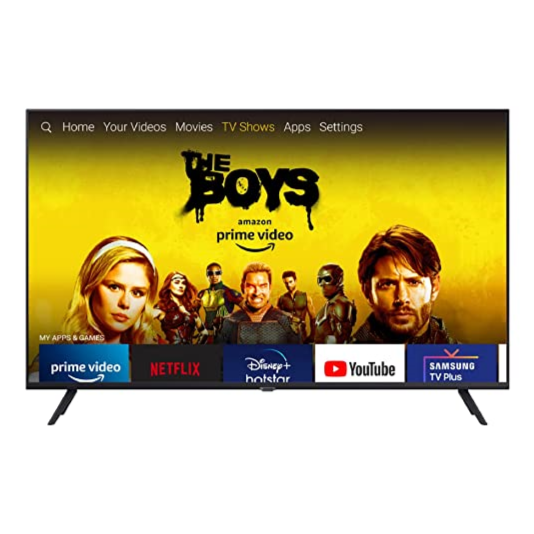 Home Your Videos Movies TV Shows Apps Settings
THE
BOYS
amazon
prime video
MY APPS & GAMES
prime video
NETFLIX
Disney+
hotstar
YouTube
SAMSUNG
TV Plus